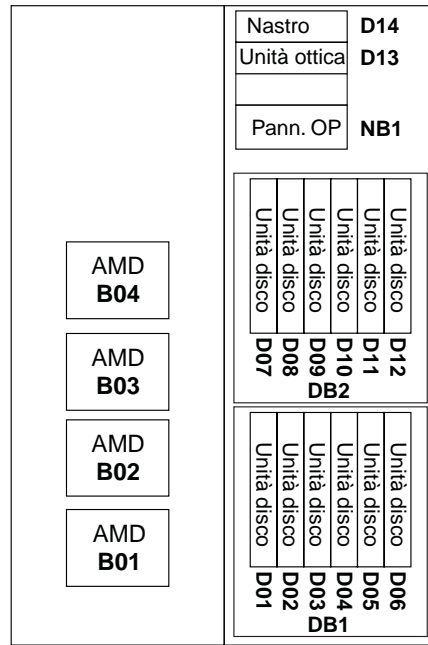 Nastro D14
Unità ottica D13
Pann. OP NB1
AMD
B04
AMD
B03
AMD
B02
AMD
B01
Unità disco Unità disco Unità disco Unità disco Unità disco Unità disco
D07 D08 D09 D10 D11 D12
DB2
Unità disco Unità disco Unità disco Unità disco Unità disco Unità disco
D01 D02 D03 D04 D05 D06
DB1